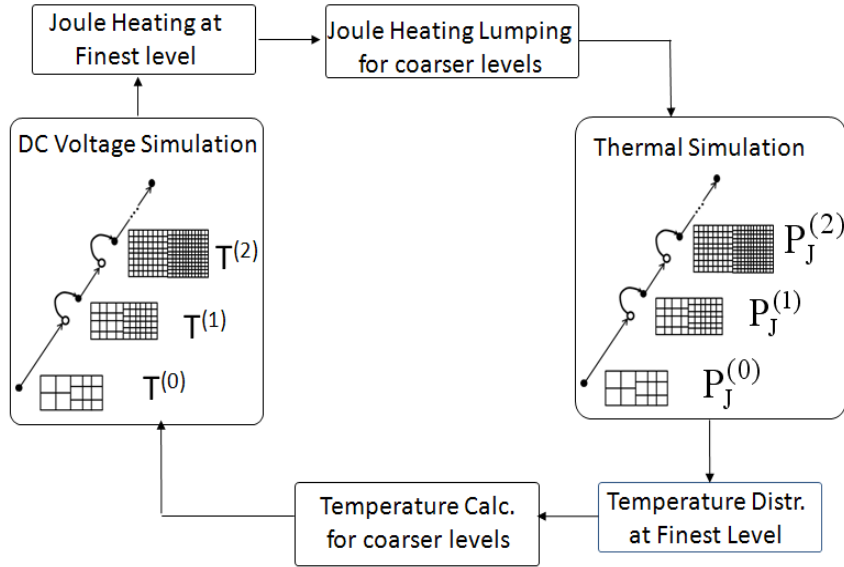 Joule Heating at
Finest level
Joule Heating Lumping
for coarser levels
DC Voltage Simulation
T(2)
T(1)
T(0)
Thermal Simulation
PJ(2)
PJ(1)
PJ(0)
Temperature Calc.
for coarser levels
Temperature Distr.
at Finest Level